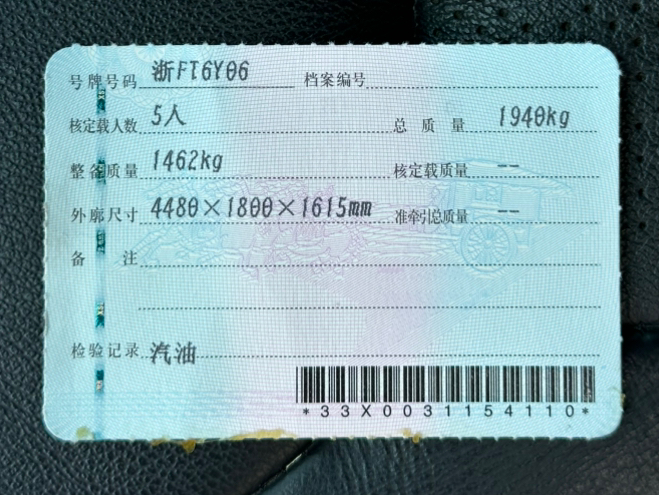 号牌号码 浙FT6Y06 档案编号
核定载人数 5人 总质量 1940kg
整备质量 1462kg 核定载质量 --
外廓尺寸 4480×1800×1615mm 准牵引总质量 --
备注
检验记录 汽油
*33X0031154110*